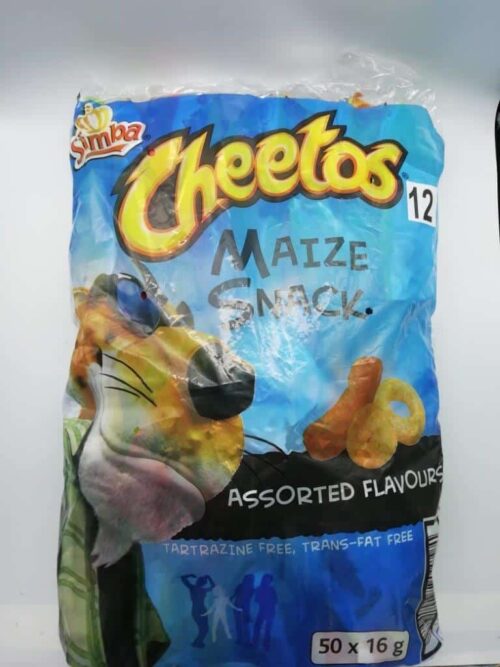 Simba
Cheetos
12
MAIZE
SNACK.
ASSORTED FLAVOURS
TARTRAZINE FREE, TRANS-FAT FREE
50 x 16 g